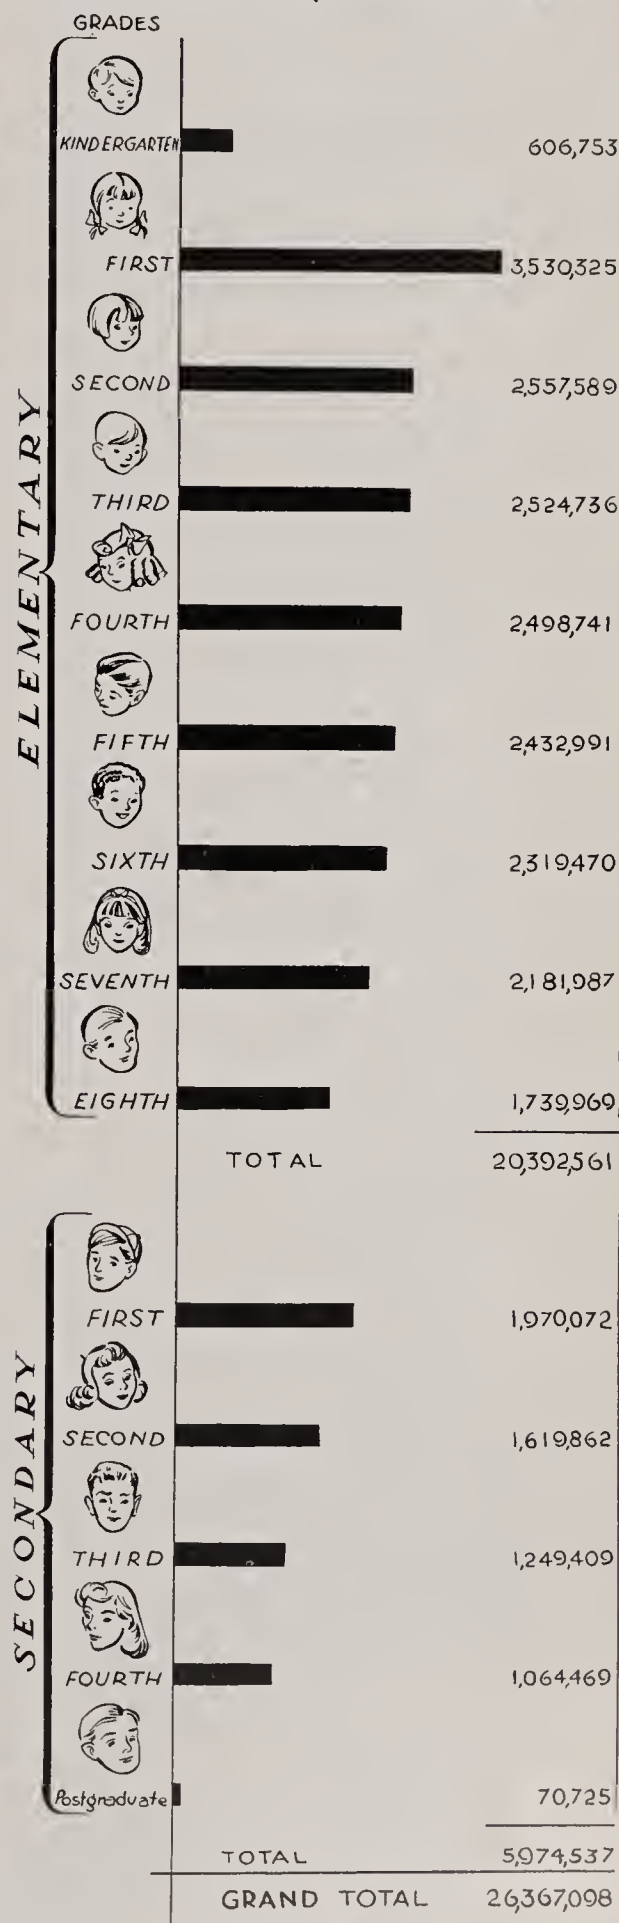 GRADES
KINDERGARTEN 606,753
FIRST 3,530,325
SECOND 2,557,589
THIRD 2,524,736
FOURTH 2,498,741
FIFTH 2,432,991
SIXTH 2,319,470
SEVENTH 2,181,987
EIGHTH 1,739,969
ELEMENTARY
TOTAL 20,392,561
FIRST 1,970,072
SECOND 1,619,862
THIRD 1,249,409
FOURTH 1,064,469
Postgraduate 70,725
SECONDARY
TOTAL 5,974,537
GRAND TOTAL 26,367,098